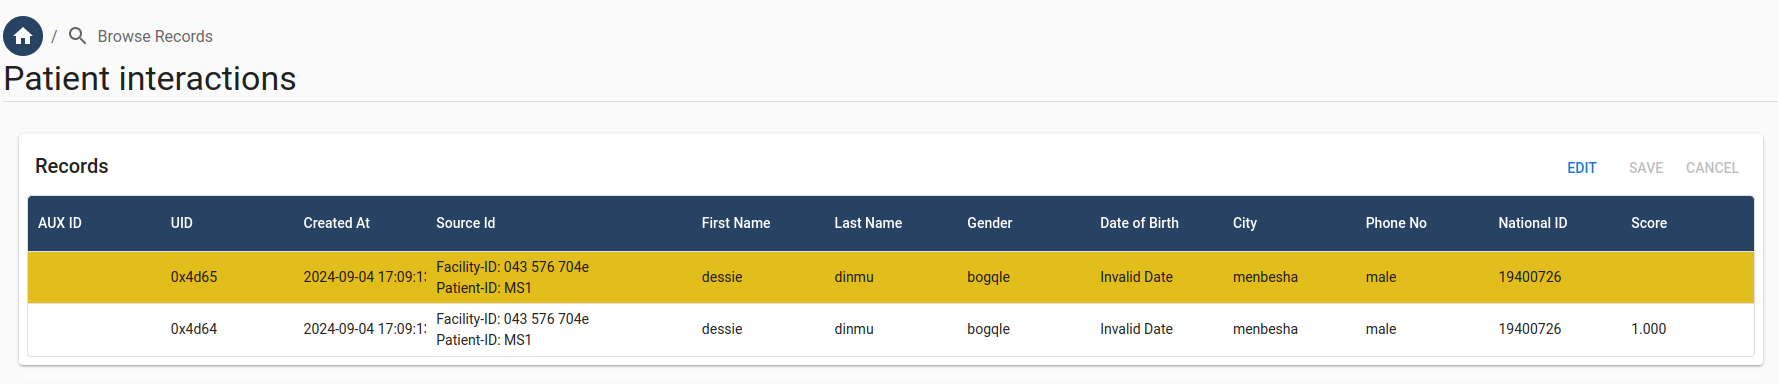 / Browse Records
Patient interactions
Records EDIT SAVE CANCEL
AUX ID UID Created At Source Id First Name Last Name Gender Date of Birth City Phone No National ID Score
0x4d65 2024-09-04 17:09:1 Facility-ID: 043 576 704e dessie dinmu bogqle Invalid Date menbesha male 19400726
Patient-ID: MS1
0x4d64 2024-09-04 17:09:1 Facility-ID: 043 576 704e dessie dinmu bogqle Invalid Date menbesha male 19400726 1.000
Patient-ID: MS1